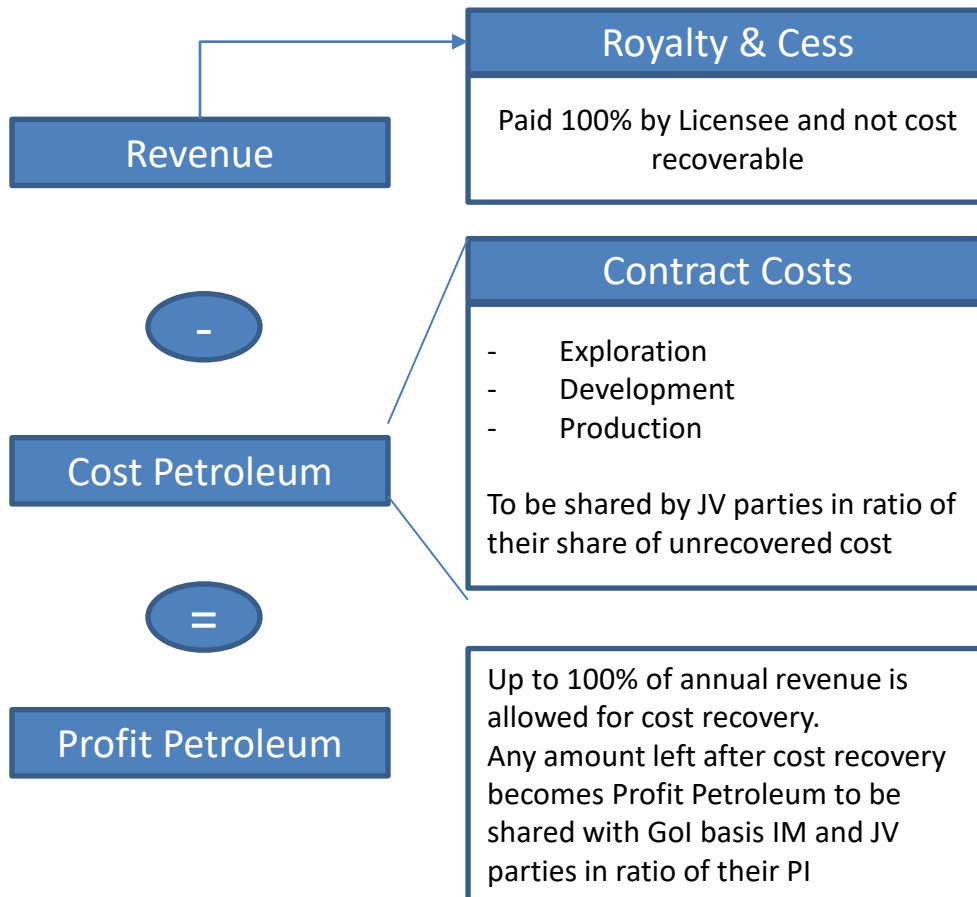 Royalty & Cess
Paid 100% by Licensee and not cost
recoverable
Revenue
Contract Costs
- Exploration
- Development
- Production
To be shared by JV parties in ratio of
their share of unrecovered cost
-
Cost Petroleum
=
Profit Petroleum
Up to 100% of annual revenue is
allowed for cost recovery.
Any amount left after cost recovery
becomes Profit Petroleum to be
shared with GoI basis IM and JV
parties in ratio of their PI